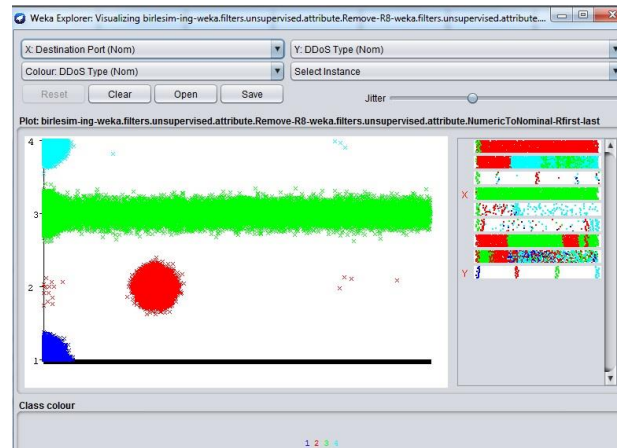 Weka Explorer: Visualizing birlesim-ing-weka.filters.unsupervised.attribute.Remove-R8-weka.filters.unsupervised.attribute....
X: Destination Port (Nom) Y: DDoS Type (Nom)
Colour: DDoS Type (Nom) Select Instance
Reset Clear Open Save Jitter
Plot: birlesim-ing-weka.filters.unsupervised.attribute.Remove-R8-weka.filters.unsupervised.attribute.NumericToNominal-Rfirst-last
4
3
2
1
X
Y
Class colour
1 2 3 4